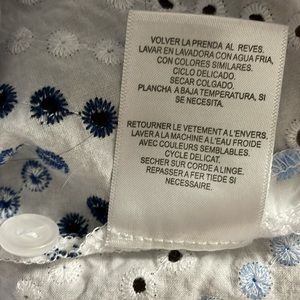 VOLVER LA PRENDA AL REVES.
LAVAR EN LAVADORA CON AGUA FRIA,
CON COLORES SIMILARES.
CICLO DELICADO.
SECAR COLGADO.
PLANCHA A BAJA TEMPERATURA, SI
SE NECESITA.
RETOURNER LE VETEMENT A L'ENVERS.
LAVER A LA MACHINE A L'EAU FROIDE
AVEC COULEURS SEMBLABLES.
CYCLE DELICAT.
SECHER SUR CORDE A LINGE.
REPASSER A FER TIEDE SI
NECESSAIRE.